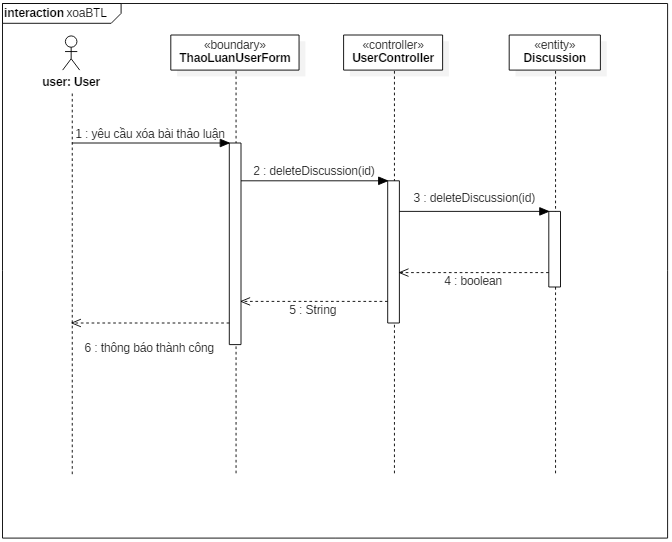 interaction xoaBTL
«boundary»
ThaoLuanUserForm
«controller»
UserController
«entity»
Discussion
user: User
1 : yêu cầu xóa bài thảo luận
2 : deleteDiscussion(id)
3 : deleteDiscussion(id)
4 : boolean
5 : String
6 : thông báo thành công